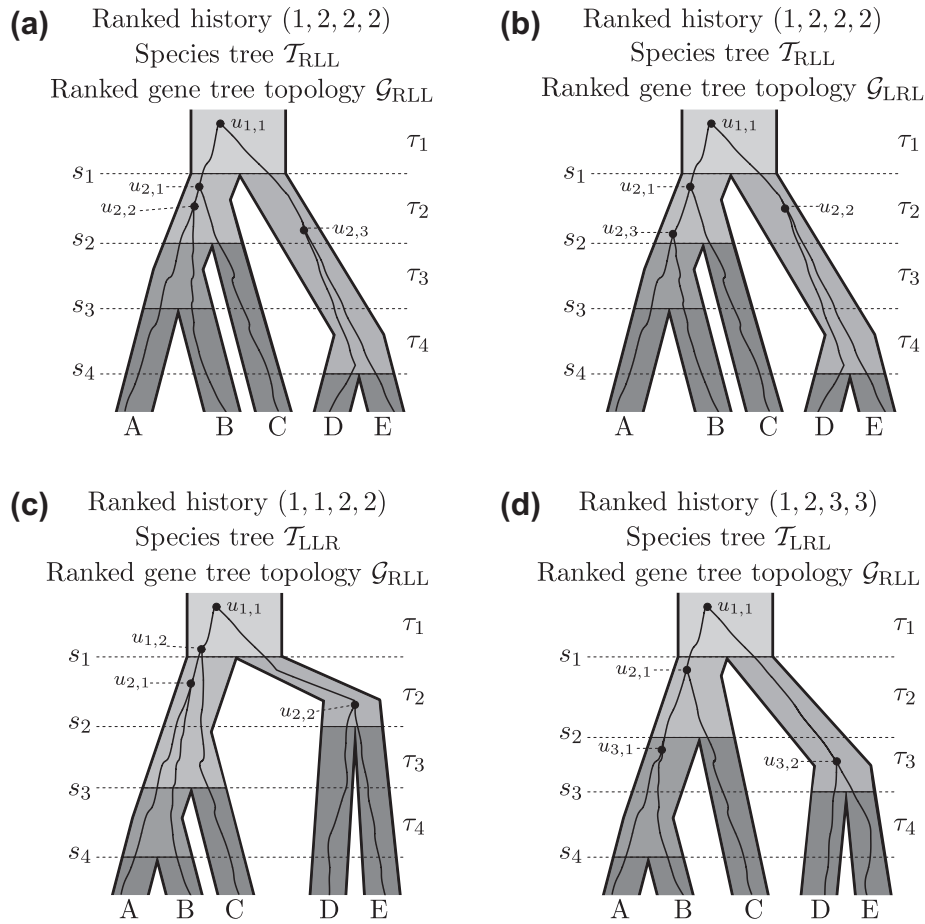 (a) Ranked history (1, 2, 2, 2)
Species tree 𝒯RLL
Ranked gene tree topology 𝒢RLL
u1,1
τ1
s1
u2,1
u2,2
τ2
u2,3
s2
τ3
s3
τ4
s4
A B C D E
(b) Ranked history (1, 2, 2, 2)
Species tree 𝒯RLL
Ranked gene tree topology 𝒢LRL
u1,1
τ1
s1
u2,1
u2,2
τ2
u2,3
s2
τ3
s3
τ4
s4
A B C D E
(c) Ranked history (1, 1, 2, 2)
Species tree 𝒯LLR
Ranked gene tree topology 𝒢RLL
u1,1
τ1
u1,2
s1
u2,1
τ2
u2,2
s2
τ3
s3
τ4
s4
A B C D E
(d) Ranked history (1, 2, 3, 3)
Species tree 𝒯LRL
Ranked gene tree topology 𝒢RLL
u1,1
τ1
s1
u2,1
τ2
s2
u3,1
u3,2
τ3
s3
τ4
s4
A B C D E